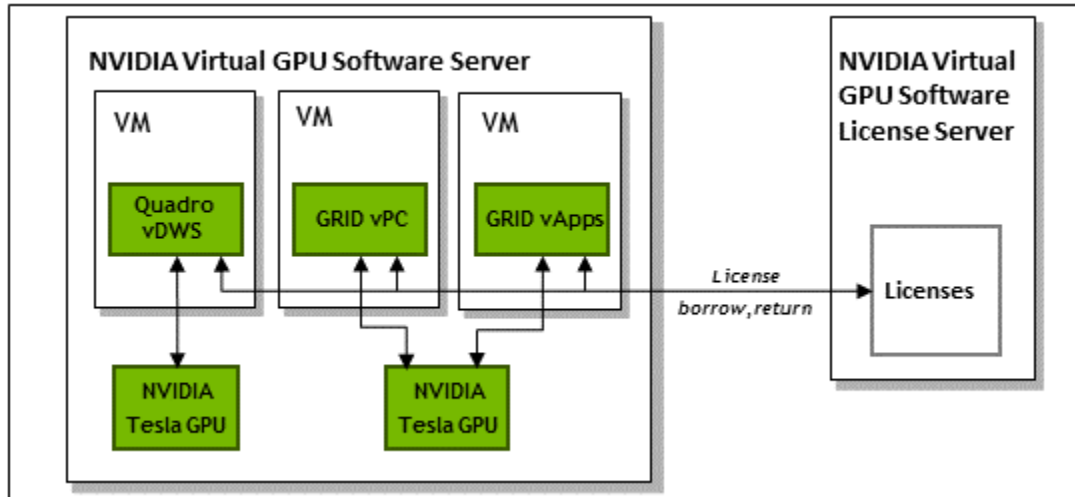 NVIDIA Virtual GPU Software Server
VM
Quadro
vDWS
VM
GRID vPC
VM
GRID vApps
NVIDIA
Tesla GPU
NVIDIA
Tesla GPU
License
borrow,return
NVIDIA Virtual
GPU Software
License Server
Licenses